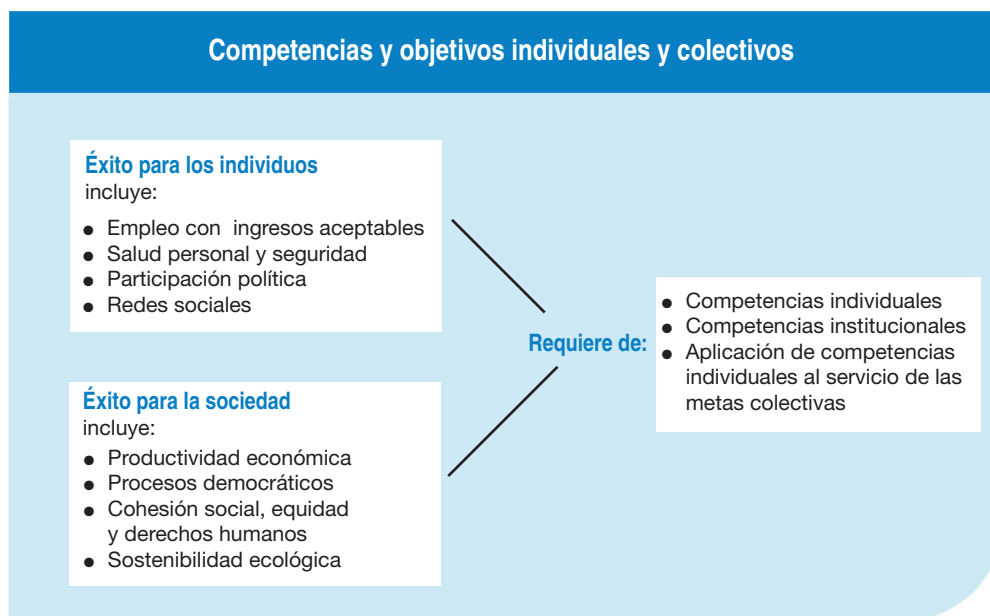 Competencias y objetivos individuales y colectivos
Éxito para los individuos
incluye:
● Empleo con ingresos aceptables
● Salud personal y seguridad
● Participación política
● Redes sociales
Éxito para la sociedad
incluye:
● Productividad económica
● Procesos democráticos
● Cohesión social, equidad
y derechos humanos
● Sostenibilidad ecológica
Requiere de:
● Competencias individuales
● Competencias institucionales
● Aplicación de competencias
individuales al servicio de las
metas colectivas